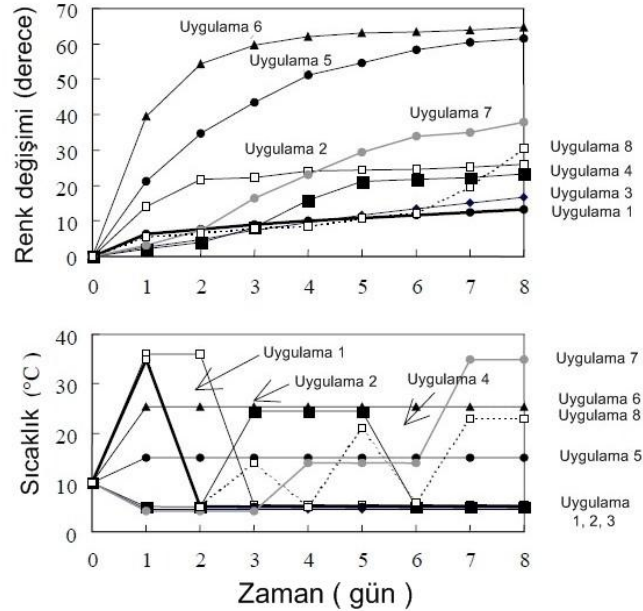 Renk değişimi (derece)
70
60
50
40
30
20
10
0
Uygulama 6
Uygulama 5
Uygulama 7
Uygulama 2
Uygulama 8
Uygulama 4
Uygulama 3
Uygulama 1
0 1 2 3 4 5 6 7 8
Sıcaklık (°C)
40
30
20
10
0
Uygulama 1
Uygulama 2
Uygulama 4
Uygulama 7
Uygulama 6
Uygulama 8
Uygulama 5
Uygulama
1, 2, 3
0 1 2 3 4 5 6 7 8
Zaman ( gün )